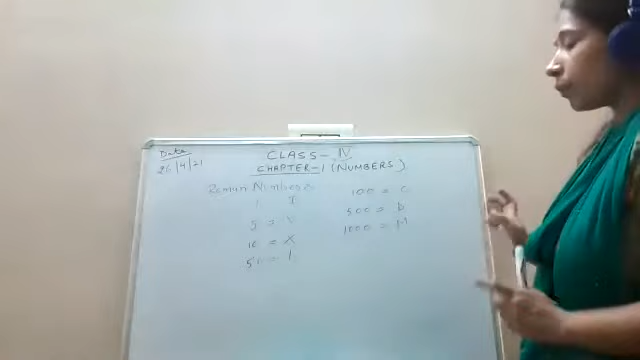 Date
26/4/21
CLASS-IV
CHAPTER-1 (NUMBERS)
Roman Numbers
1 I
5 = V
10 = X
50 = L
100 = C
500 = D
1000 = M